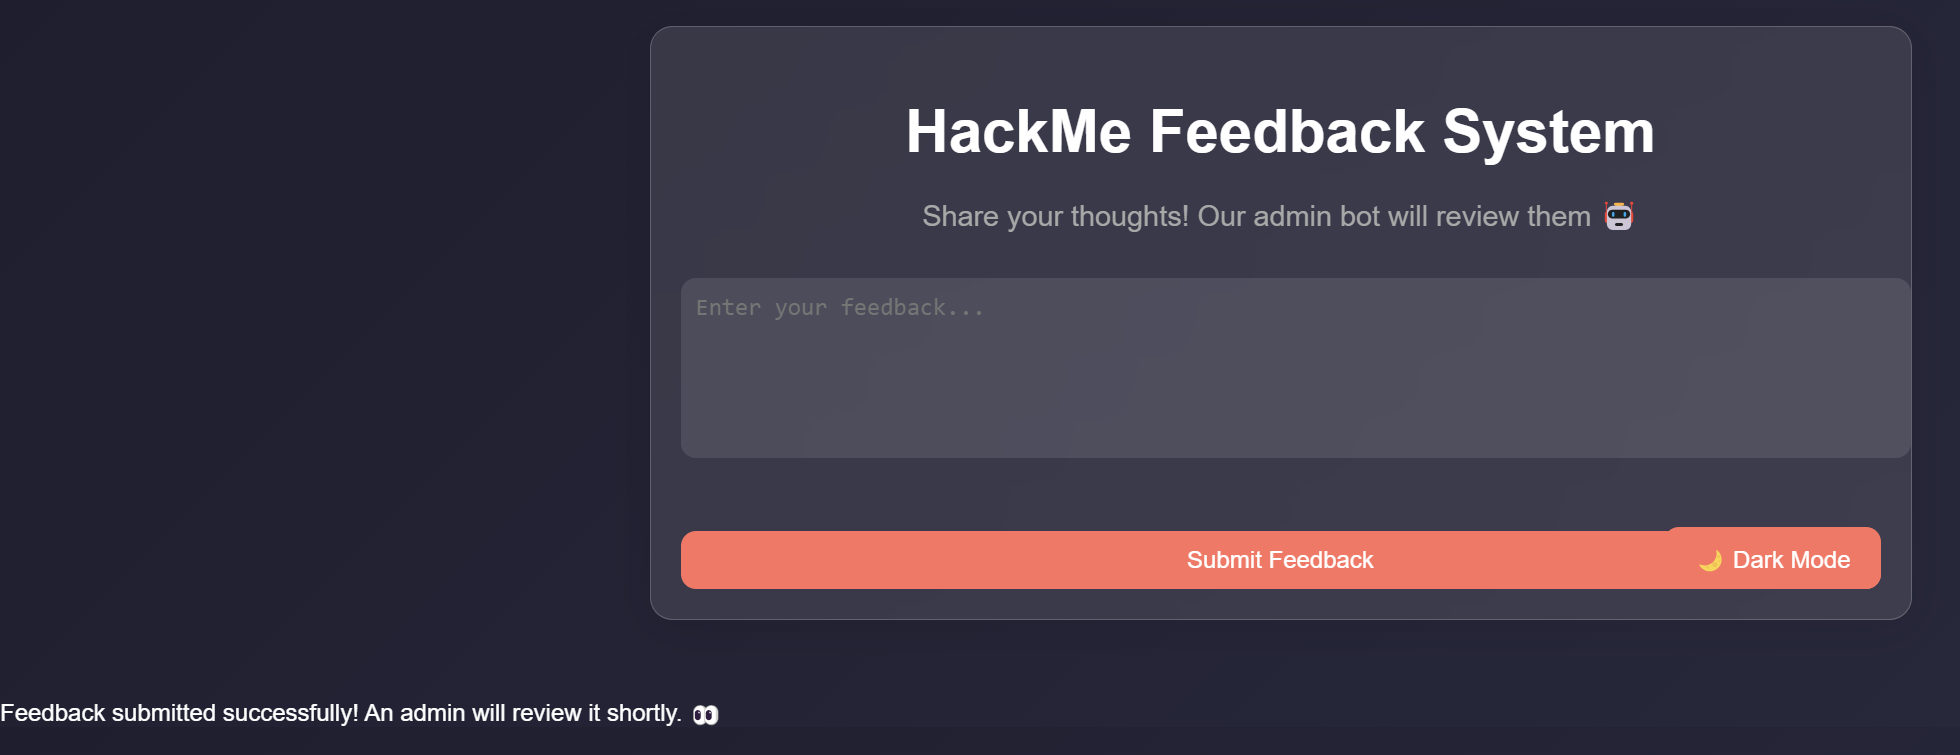 HackMe Feedback System
Share your thoughts! Our admin bot will review them 🤖
Enter your feedback...
Submit Feedback
🌙 Dark Mode
Feedback submitted successfully! An admin will review it shortly. 👀